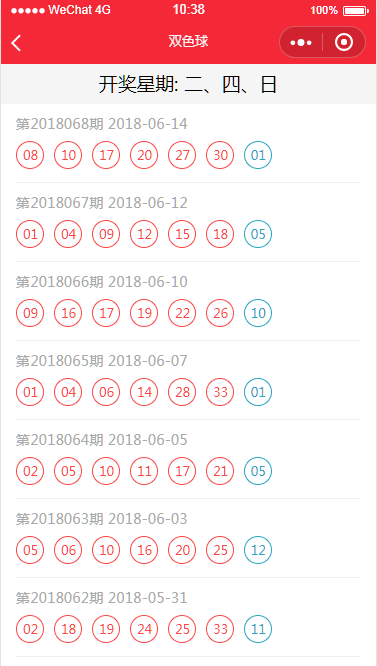 WeChat 4G 10:38 100%
双色球
开奖星期: 二、四、日
第2018068期 2018-06-14
08 10 17 20 27 30 01
第2018067期 2018-06-12
01 04 09 12 15 18 05
第2018066期 2018-06-10
09 16 17 19 22 26 10
第2018065期 2018-06-07
01 04 06 14 28 33 01
第2018064期 2018-06-05
02 05 10 11 17 21 05
第2018063期 2018-06-03
05 06 10 16 20 25 12
第2018062期 2018-05-31
02 18 19 24 25 33 11